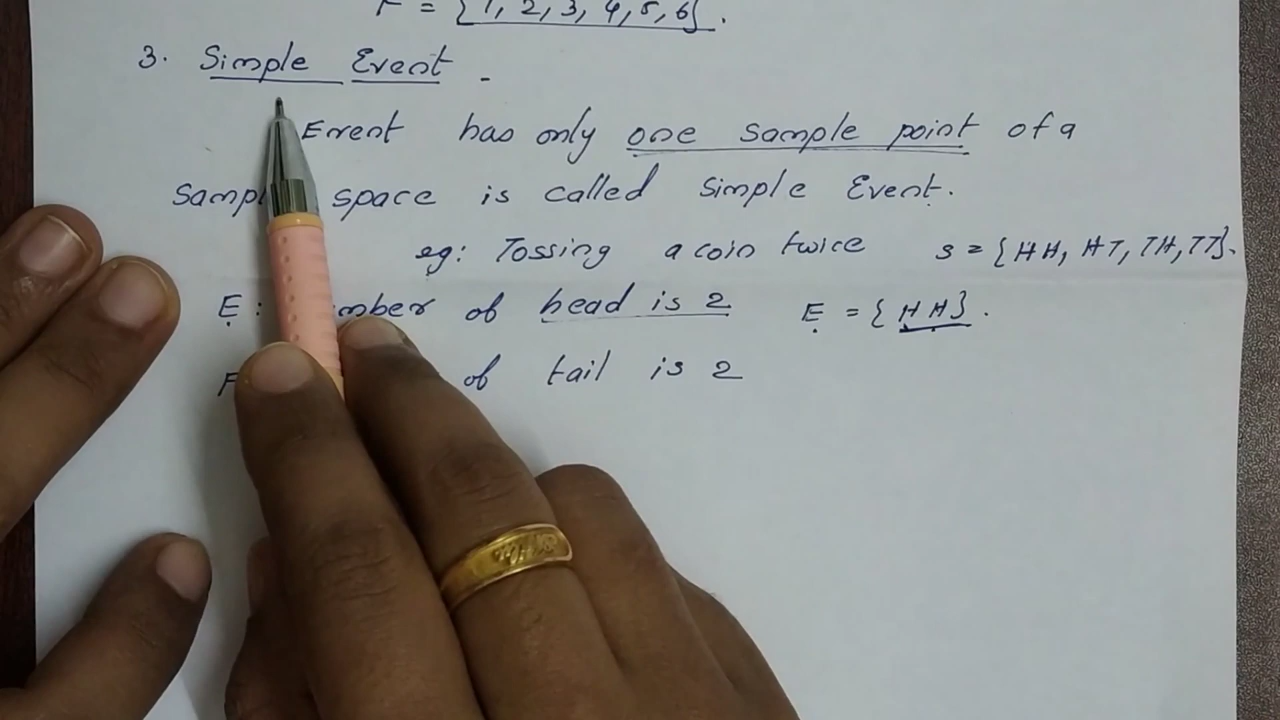 F = {1, 2, 3, 4, 5, 6}.
3. Simple Event -
Event has only one sample point of a
space is called Simple Event.
eg: Tossing a coin twice S = {HH, HT, TH, TT}.
E: of head is 2 E = {HH}.
of tail is 2